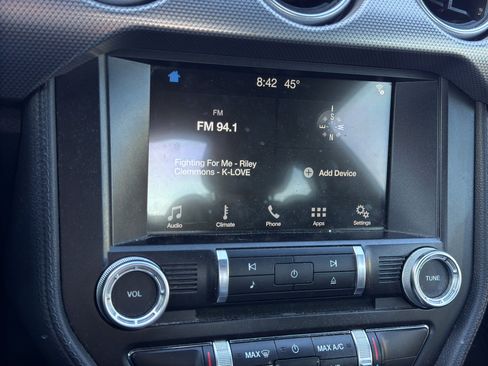 8:42 45°
FM
FM 94.1
S
E W
N
Fighting For Me - Riley
Clemmons - K-LOVE
Add Device
Audio Climate Phone Apps Settings
VOL
TUNE
MAX MAX A/C